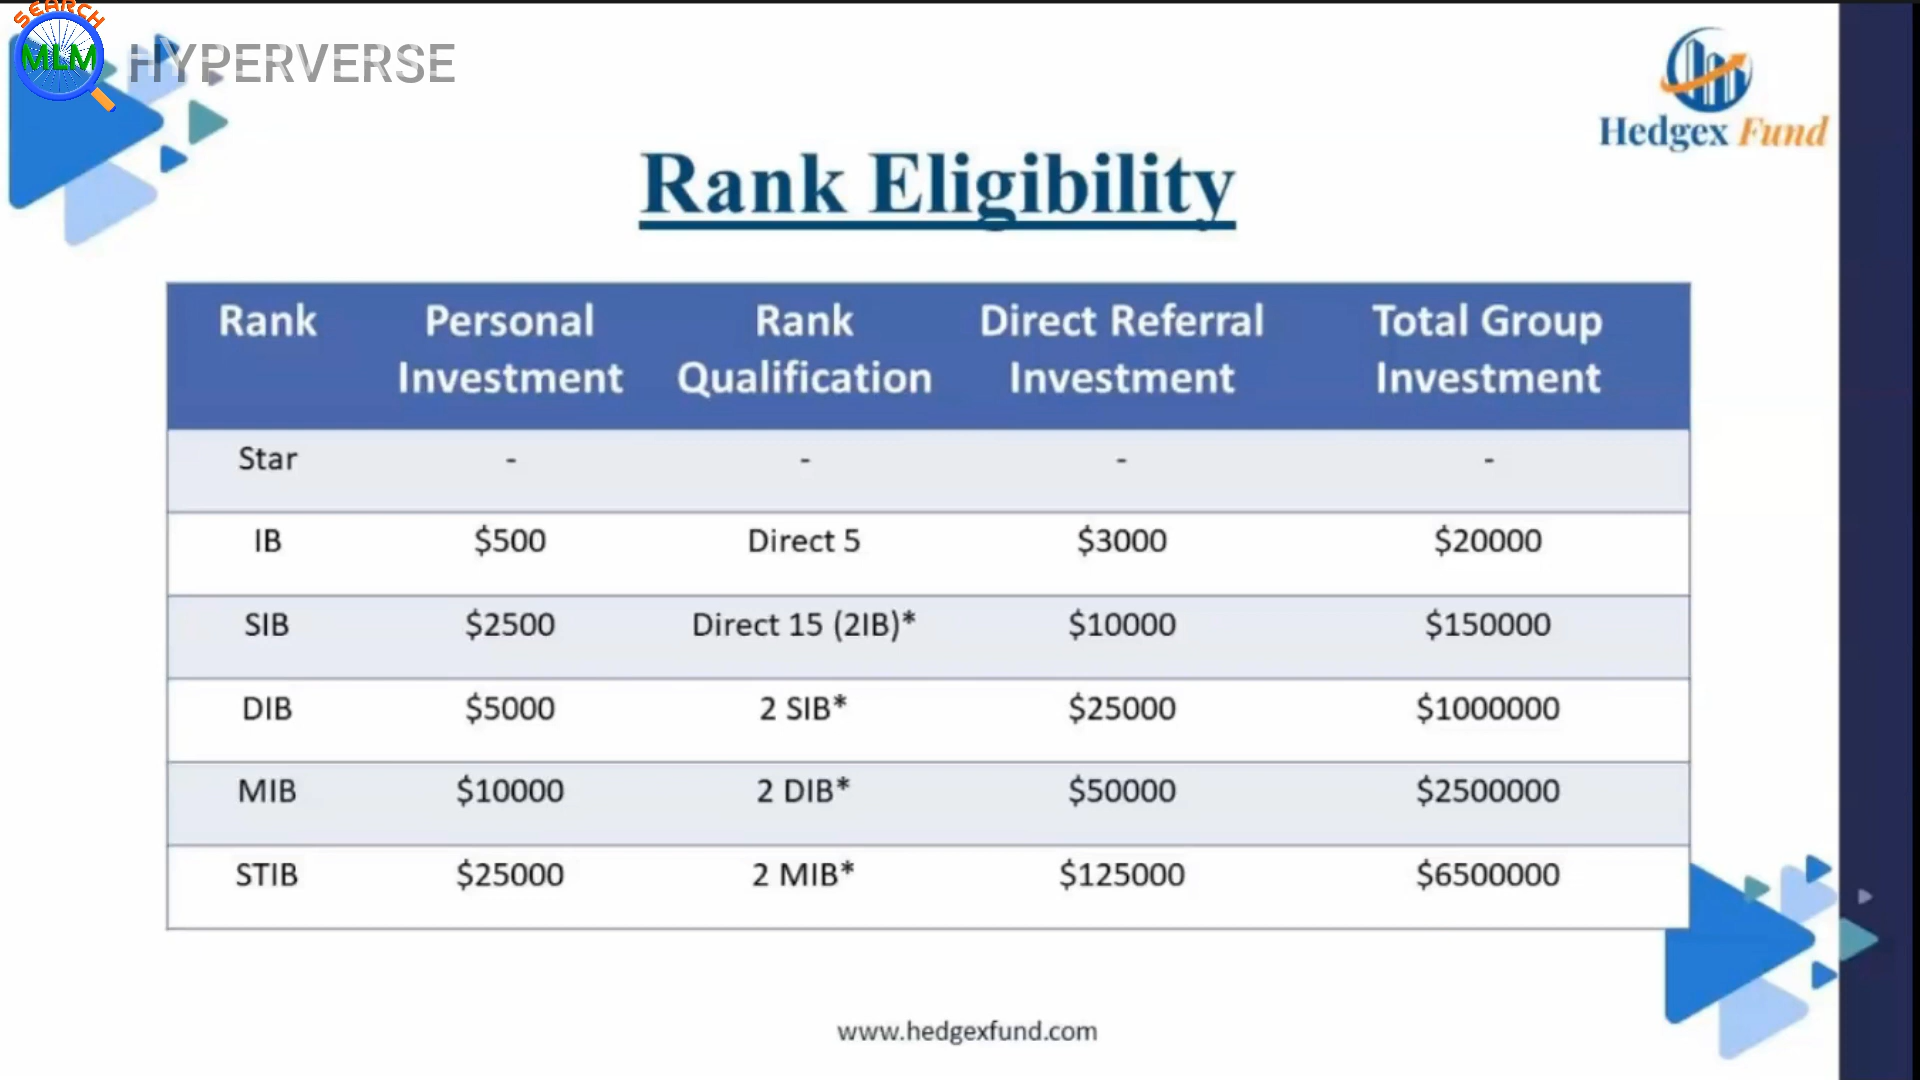 SEARCH
MLM
HYPERVERSE
Hedgex Fund
Rank Eligibility
Rank Personal Investment Rank Qualification Direct Referral Investment Total Group Investment
Star - - - -
IB $500 Direct 5 $3000 $20000
SIB $2500 Direct 15 (2IB)* $10000 $150000
DIB $5000 2 SIB* $25000 $1000000
MIB $10000 2 DIB* $50000 $2500000
STIB $25000 2 MIB* $125000 $6500000
www.hedgexfund.com